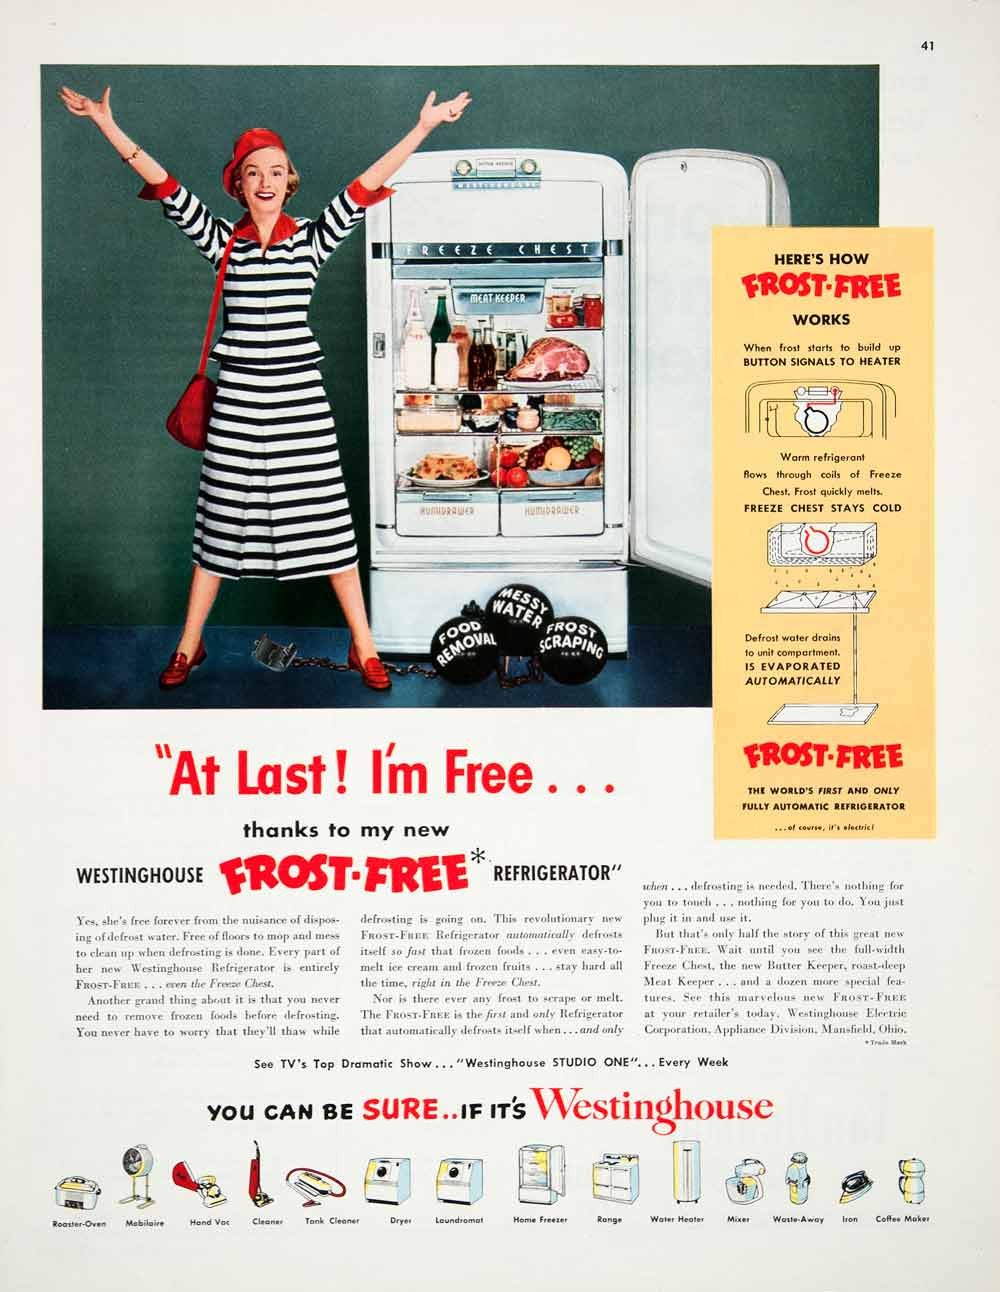 41
FREEZE CHEST
MEAT KEEPER
HUMIDRAWER
HUMIDRAWER
MESSY
WATER
FOOD
REMOVAL
FROST
SCRAPING
HERE'S HOW
FROST-FREE
WORKS
When frost starts to build up
BUTTON SIGNALS TO HEATER
Warm refrigerant
flows through coils of Freeze
Chest. Frost quickly melts.
FREEZE CHEST STAYS COLD
Defrost water drains
to unit compartment.
IS EVAPORATED
AUTOMATICALLY
FROST-FREE
THE WORLD'S FIRST AND ONLY
FULLY AUTOMATIC REFRIGERATOR
...of course, it's electric!
"At Last! I'm Free...
thanks to my new
WESTINGHOUSE FROST-FREE* REFRIGERATOR"
Yes, she's free forever from the nuisance of dispos-
ing of defrost water. Free of floors to mop and mess
to clean up when defrosting is done. Every part of
her new Westinghouse Refrigerator is entirely
FROST-FREE . . . even the Freeze Chest.
Another grand thing about it is that you never
need to remove frozen foods before defrosting.
You never have to worry that they'll thaw while
defrosting is going on. This revolutionary new
FROST-FREE Refrigerator automatically defrosts
itself so fast that frozen foods . . . even easy-to-
melt ice cream and frozen fruits . . . stay hard all
the time, right in the Freeze Chest.
Nor is there ever any frost to scrape or melt.
The FROST-FREE is the first and only Refrigerator
that automatically defrosts itself when . . . and only
when . . . defrosting is needed. There's nothing for
you to touch . . . nothing for you to do. You just
plug it in and use it.
But that's only half the story of this great new
FROST-FREE. Wait until you see the full-width
Freeze Chest, the new Butter Keeper, roast-deep
Meat Keeper . . . and a dozen more special fea-
tures. See this marvelous new FROST-FREE
at your retailer's today. Westinghouse Electric
Corporation, Appliance Division, Mansfield, Ohio.
*Trade Mark
See TV's Top Dramatic Show... "Westinghouse STUDIO ONE"... Every Week
YOU CAN BE SURE..IF IT'S Westinghouse
Roaster-Oven Mobilaire Hand Vac Cleaner Tank Cleaner Dryer Laundromat Home Freezer Range Water Heater Mixer Waste-Away Iron Coffee Maker